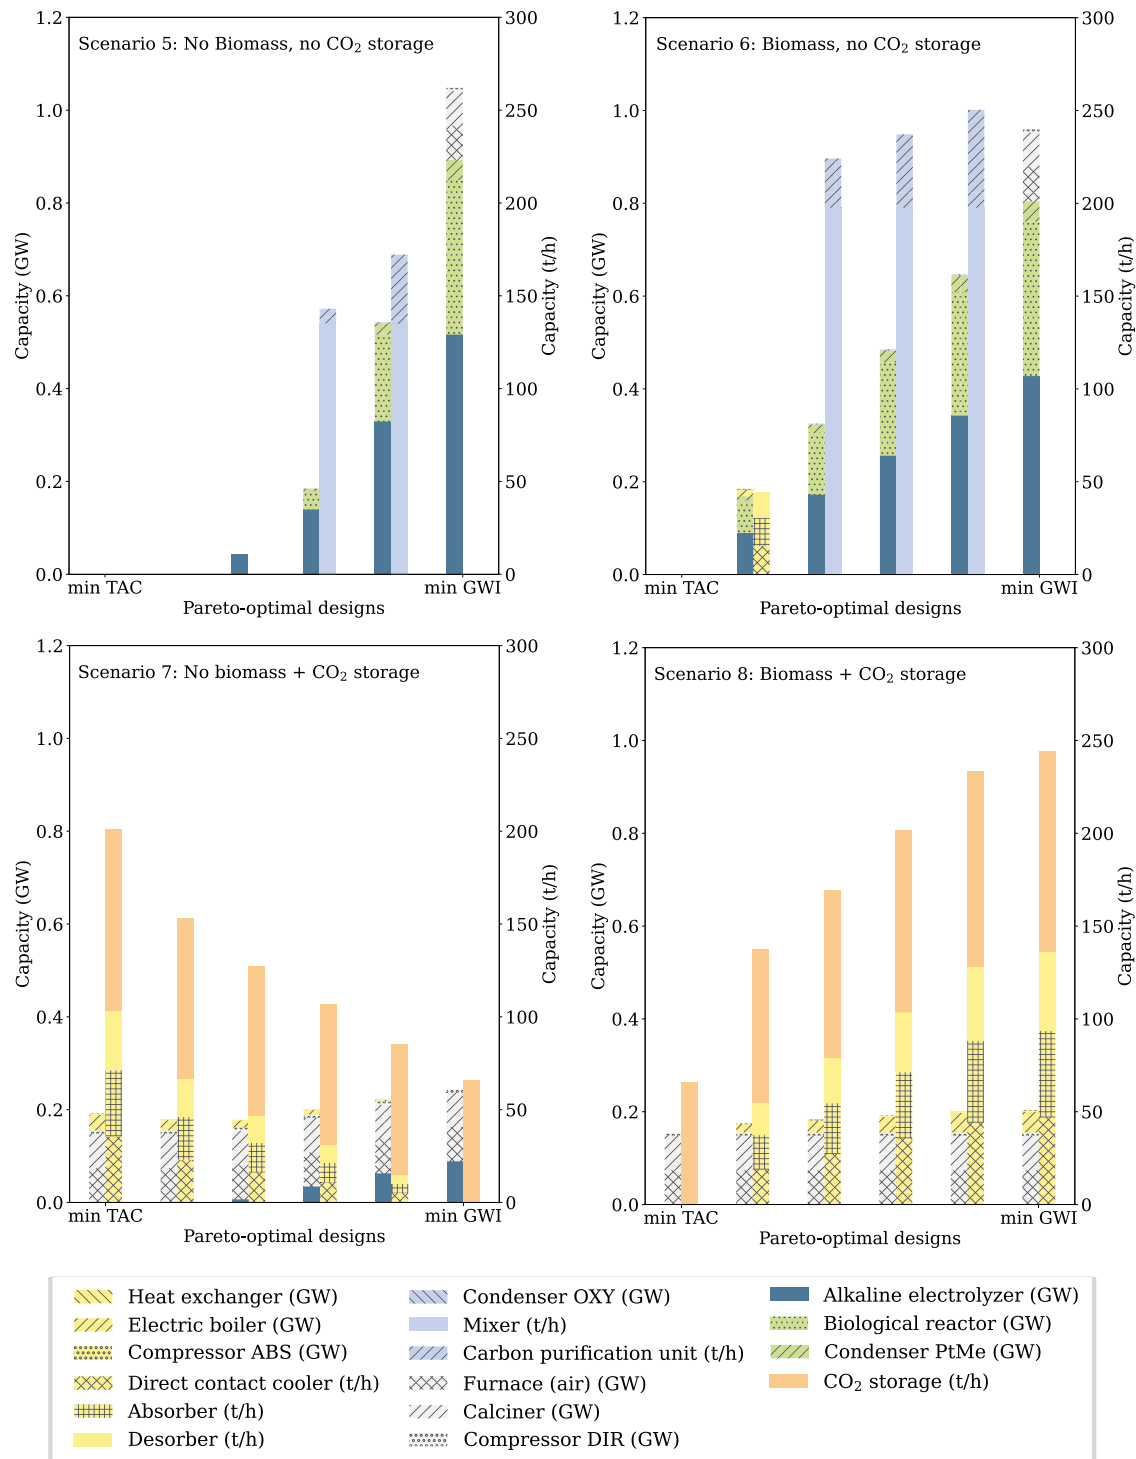 Scenario 5: No Biomass, no CO₂ storage
1.2
1.0
0.8
0.6
0.4
0.2
0.0
Capacity (GW)
300
250
200
150
100
50
0
Capacity (t/h)
min TAC
min GWI
Pareto-optimal designs
Scenario 6: Biomass, no CO₂ storage
1.2
1.0
0.8
0.6
0.4
0.2
0.0
Capacity (GW)
300
250
200
150
100
50
0
Capacity (t/h)
min TAC
min GWI
Pareto-optimal designs
Scenario 7: No biomass + CO₂ storage
1.2
1.0
0.8
0.6
0.4
0.2
0.0
Capacity (GW)
300
250
200
150
100
50
0
Capacity (t/h)
min TAC
min GWI
Pareto-optimal designs
Scenario 8: Biomass + CO₂ storage
1.2
1.0
0.8
0.6
0.4
0.2
0.0
Capacity (GW)
300
250
200
150
100
50
0
Capacity (t/h)
min TAC
min GWI
Pareto-optimal designs
Heat exchanger (GW)
Electric boiler (GW)
Compressor ABS (GW)
Direct contact cooler (t/h)
Absorber (t/h)
Desorber (t/h)
Condenser OXY (GW)
Mixer (t/h)
Carbon purification unit (t/h)
Furnace (air) (GW)
Calciner (GW)
Compressor DIR (GW)
Alkaline electrolyzer (GW)
Biological reactor (GW)
Condenser PtMe (GW)
CO₂ storage (t/h)